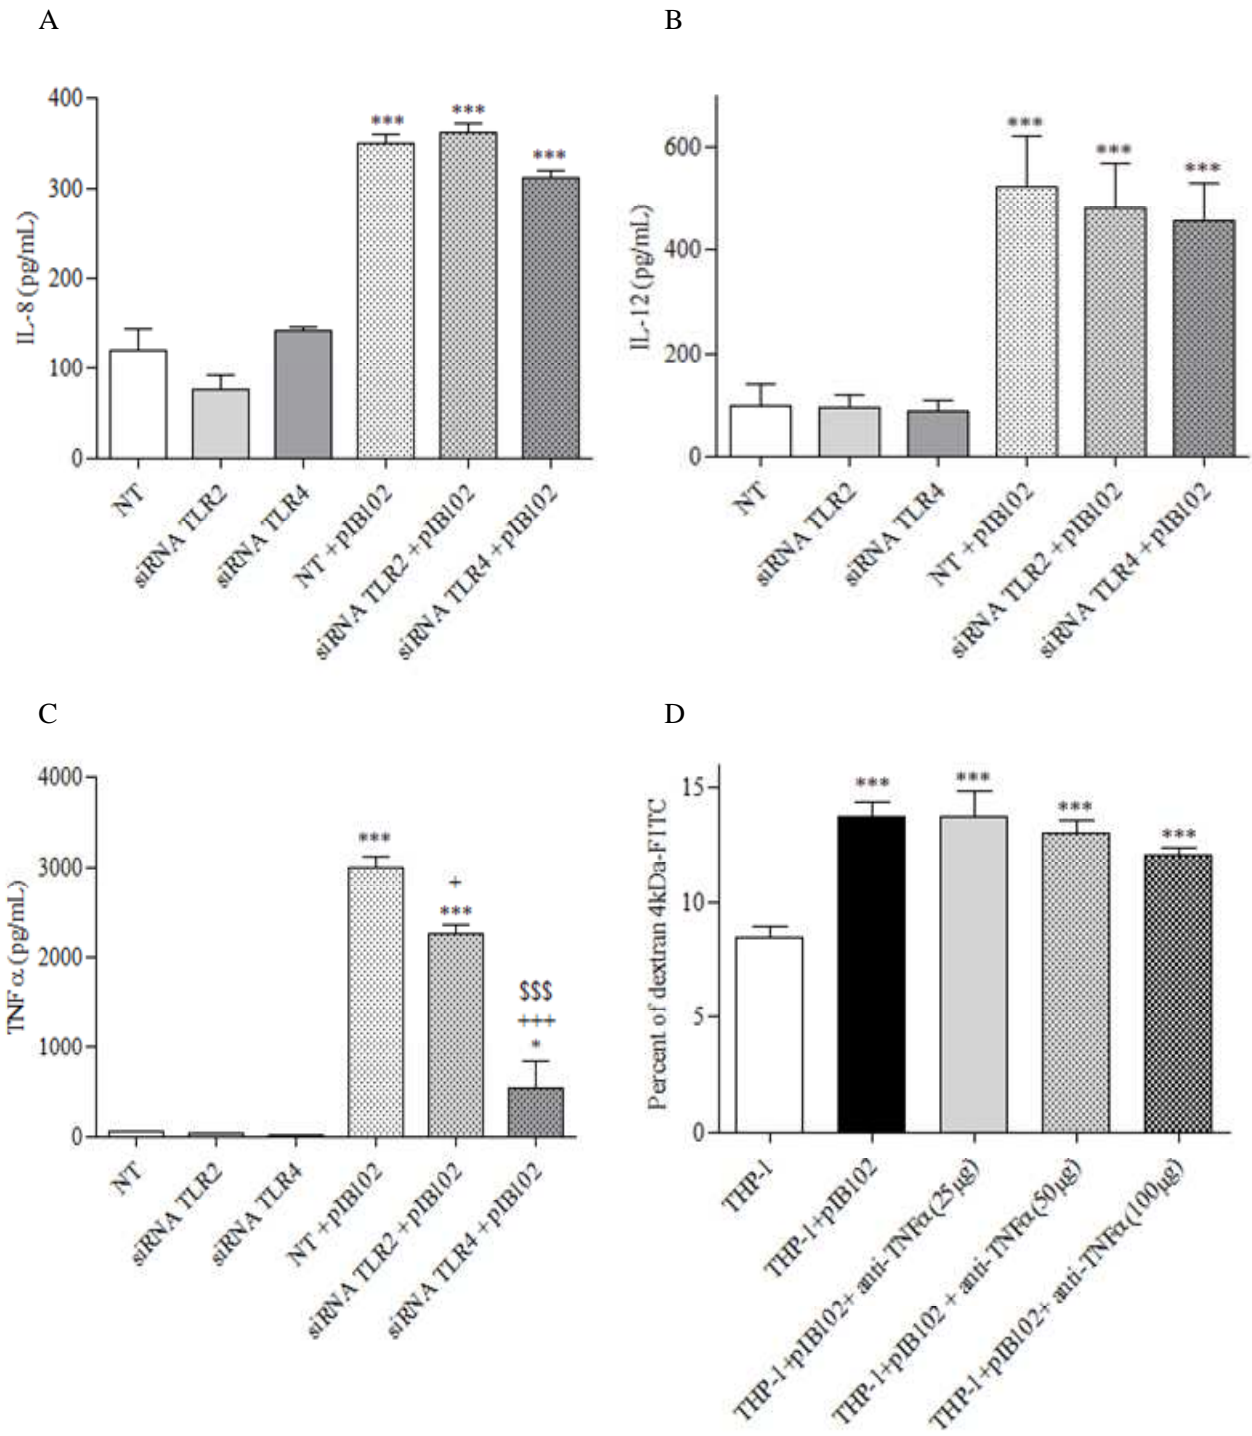 A
400
300
200
100
0
IL-8 (pg/mL)
***
***
***
NT
siRNA TLR2
siRNA TLR4
NT + pIB102
siRNA TLR2 + pIB102
siRNA TLR4 + pIB102
B
600
400
200
0
IL-12 (pg/mL)
***
***
***
NT
siRNA TLR2
siRNA TLR4
NT + pIB102
siRNA TLR2 + pIB102
siRNA TLR4 + pIB102
C
4000
3000
2000
1000
0
TNF α (pg/mL)
***
+
***
$$$
+++
*
NT
siRNA TLR2
siRNA TLR4
NT + pIB102
siRNA TLR2 + pIB102
siRNA TLR4 + pIB102
D
15
10
5
0
Percent of dextran 4kDa-FITC
***
***
***
***
THP-1
THP-1+pIB102
THP-1+pIB102+ anti-TNFα(25µg)
THP-1+pIB102 + anti-TNFα(50µg)
THP-1+pIB102+ anti-TNFα(100µg)